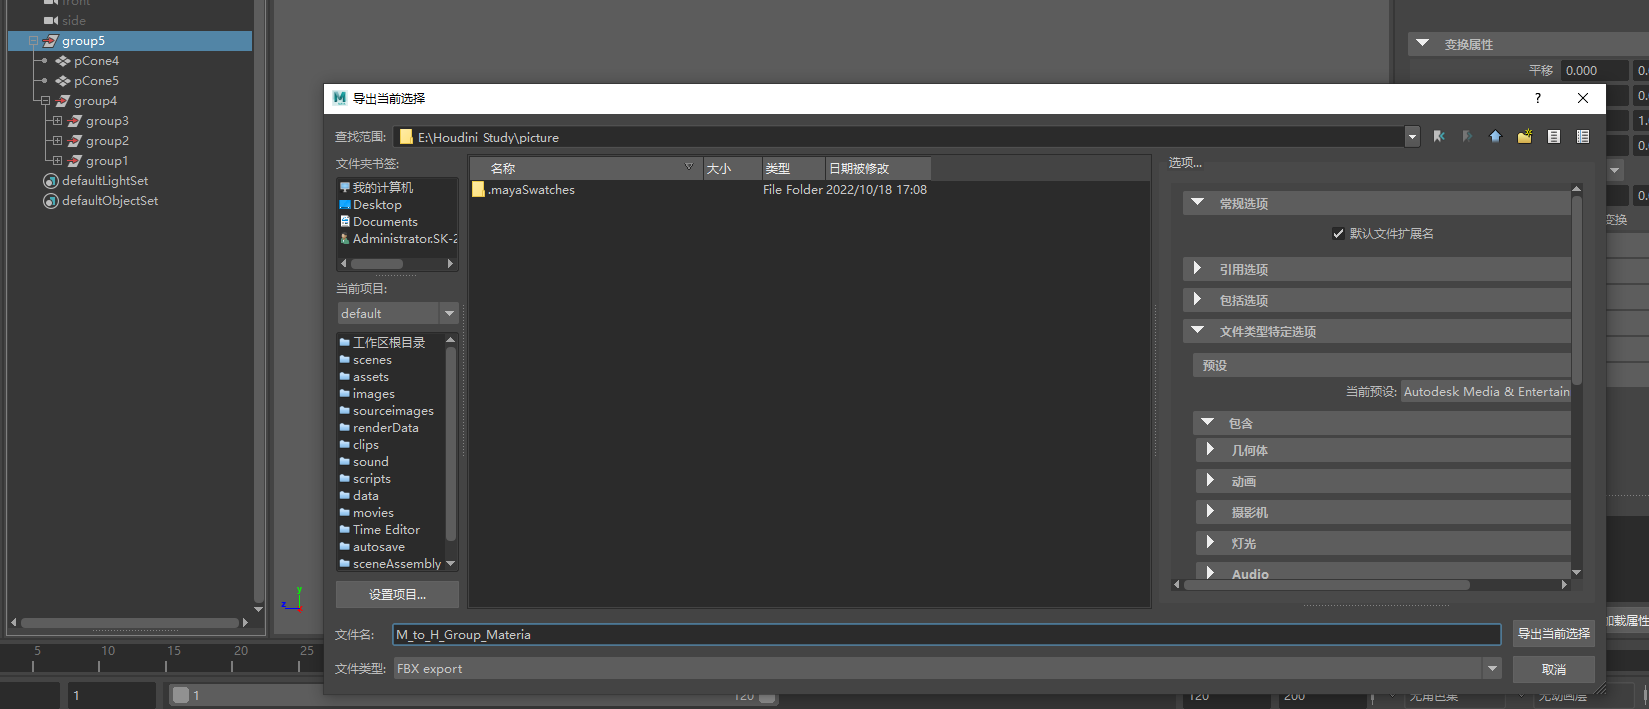 front
side
group5
pCone4
pCone5
group4
group3
group2
group1
defaultLightSet
defaultObjectSet
变换属性
平移 0.000 0.
0.
1.
0.
0.
变换
导出当前选择
?
查找范围: E:\Houdini Study\picture
文件夹书签:
我的计算机
Desktop
Documents
Administrator.SK-2
当前项目:
default
工作区根目录
scenes
assets
images
sourceimages
renderData
clips
sound
scripts
data
movies
Time Editor
autosave
sceneAssembly
设置项目...
名称 大小 类型 日期被修改
.mayaSwatches File Folder 2022/10/18 17:08
选项...
常规选项
默认文件扩展名
引用选项
包括选项
文件类型特定选项
预设
当前预设: Autodesk Media & Entertain
包含
几何体
动画
摄影机
灯光
Audio
文件名: M_to_H_Group_Materia
导出当前选择
文件类型: FBX export
取消
加载属性
y
z
5 10 15 20 25
1 1 120 120 200 无角色集 无动画层